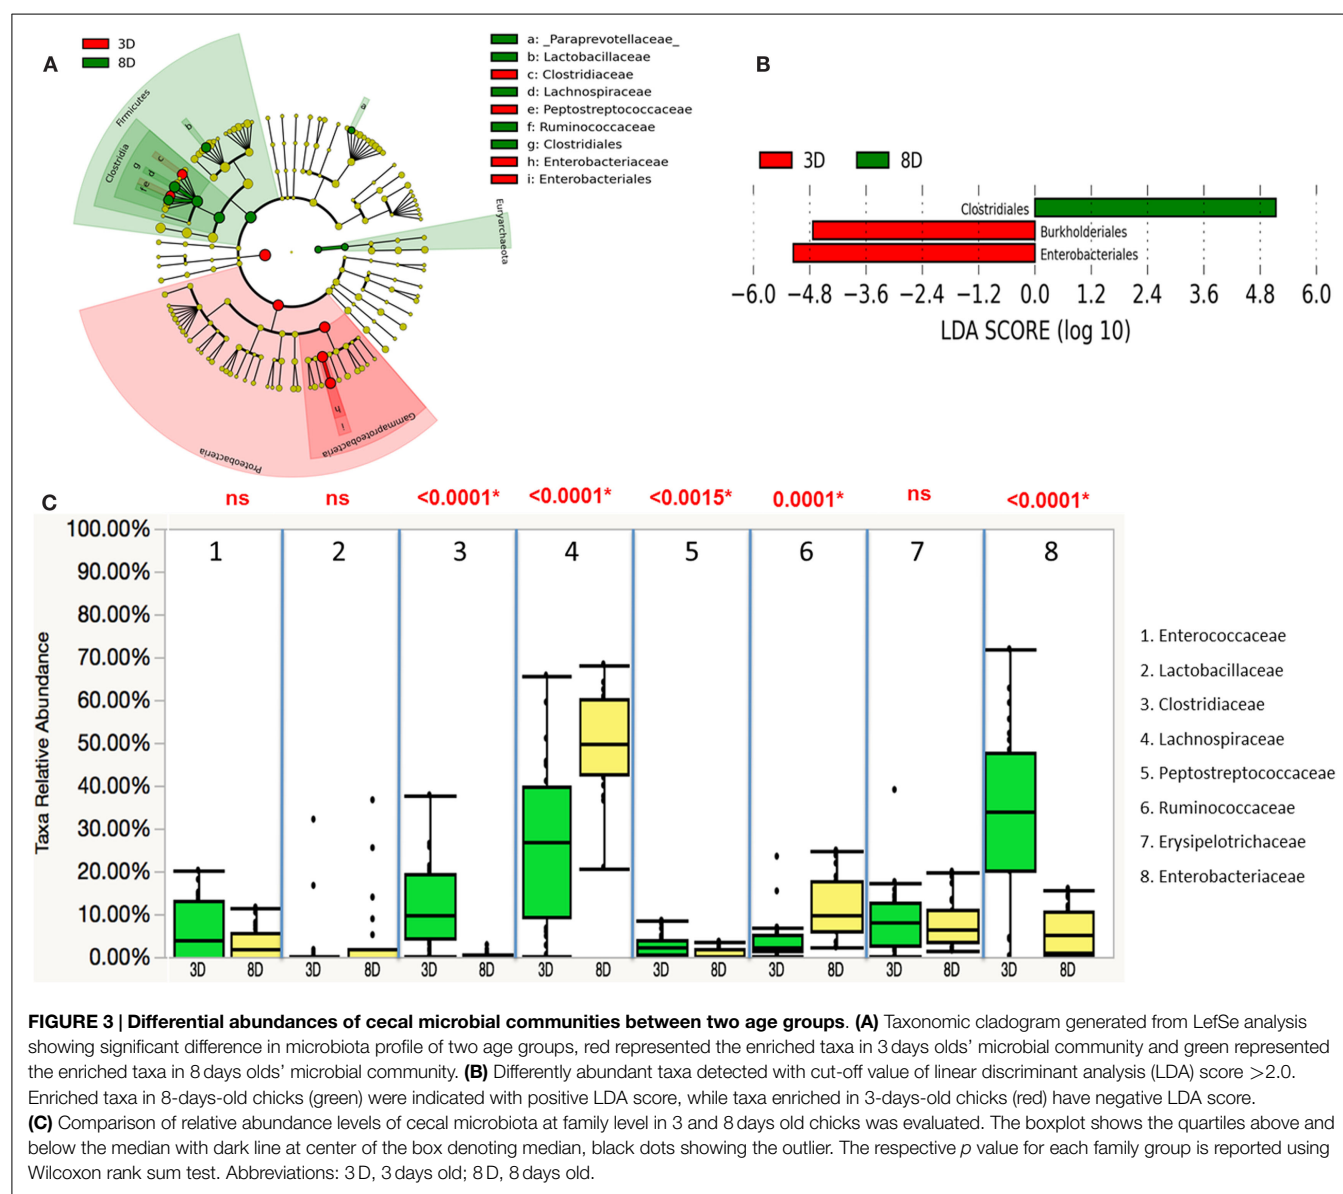 A
3D
8D
a: _Paraprevotellaceae_
b: Lactobacillaceae
c: Clostridiaceae
d: Lachnospiraceae
e: Peptostreptococcaceae
f: Ruminococcaceae
g: Clostridiales
h: Enterobacteriaceae
i: Enterobacteriales
Firmicutes
Clostridia
a
b
c
d
g
f
e
Euryarchaeota
h
i
Gammaproteobacteria
Proteobacteria
B
3D 8D
Clostridiales
Burkholderiales
Enterobacteriales
−6.0 −4.8 −3.6 −2.4 −1.2 0.0 1.2 2.4 3.6 4.8 6.0
LDA SCORE (log 10)
C
ns ns <0.0001* <0.0001* <0.0015* 0.0001* ns <0.0001*
1 2 3 4 5 6 7 8
Taxa Relative Abundance
100.00%
90.00%
80.00%
70.00%
60.00%
50.00%
40.00%
30.00%
20.00%
10.00%
0.00%
3D 8D 3D 8D 3D 8D 3D 8D 3D 8D 3D 8D 3D 8D 3D 8D
1. Enterococcaceae
2. Lactobacillaceae
3. Clostridiaceae
4. Lachnospiraceae
5. Peptostreptococcaceae
6. Ruminococcaceae
7. Erysipelotrichaceae
8. Enterobacteriaceae
FIGURE 3 | Differential abundances of cecal microbial communities between two age groups. (A) Taxonomic cladogram generated from LefSe analysis
showing significant difference in microbiota profile of two age groups, red represented the enriched taxa in 3 days olds' microbial community and green represented
the enriched taxa in 8 days olds' microbial community. (B) Differently abundant taxa detected with cut-off value of linear discriminant analysis (LDA) score >2.0.
Enriched taxa in 8-days-old chicks (green) were indicated with positive LDA score, while taxa enriched in 3-days-old chicks (red) have negative LDA score.
(C) Comparison of relative abundance levels of cecal microbiota at family level in 3 and 8 days old chicks was evaluated. The boxplot shows the quartiles above and
below the median with dark line at center of the box denoting median, black dots showing the outlier. The respective p value for each family group is reported using
Wilcoxon rank sum test. Abbreviations: 3 D, 3 days old; 8 D, 8 days old.